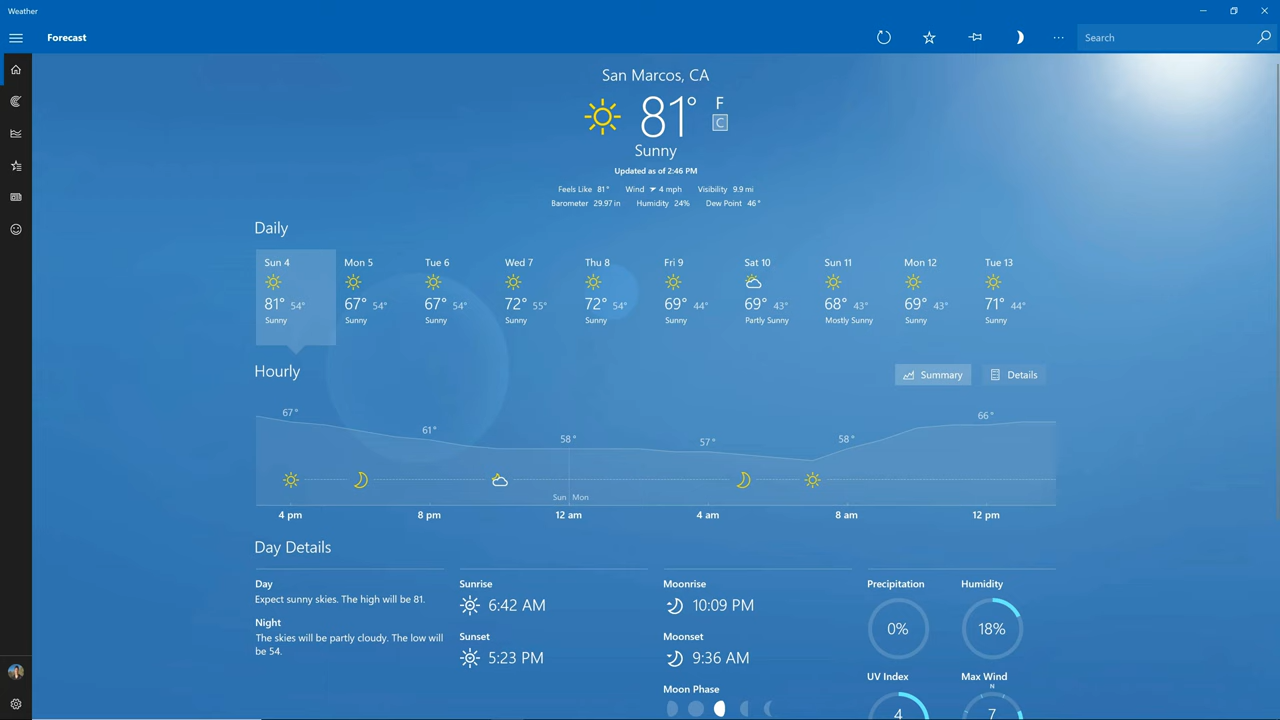 Weather
Forecast
Search
San Marcos, CA
81° F
C
Sunny
Updated as of 2:46 PM
Feels Like 81° Wind 4 mph Visibility 9.9 mi
Barometer 29.97 in Humidity 24% Dew Point 46°
Daily
Sun 4 Mon 5 Tue 6 Wed 7 Thu 8 Fri 9 Sat 10 Sun 11 Mon 12 Tue 13
81° 54° 67° 54° 67° 54° 72° 55° 72° 54° 69° 44° 69° 43° 68° 43° 69° 43° 71° 44°
Sunny Sunny Sunny Sunny Sunny Sunny Partly Sunny Mostly Sunny Sunny Sunny
Hourly
Summary Details
67° 61° 58° 57° 58° 66°
Sun Mon
4 pm 8 pm 12 am 4 am 8 am 12 pm
Day Details
Day
Expect sunny skies. The high will be 81.
Night
The skies will be partly cloudy. The low will
be 54.
Sunrise
6:42 AM
Sunset
5:23 PM
Moonrise
10:09 PM
Moonset
9:36 AM
Moon Phase
Precipitation Humidity
0% 18%
UV Index Max Wind
N
4 7